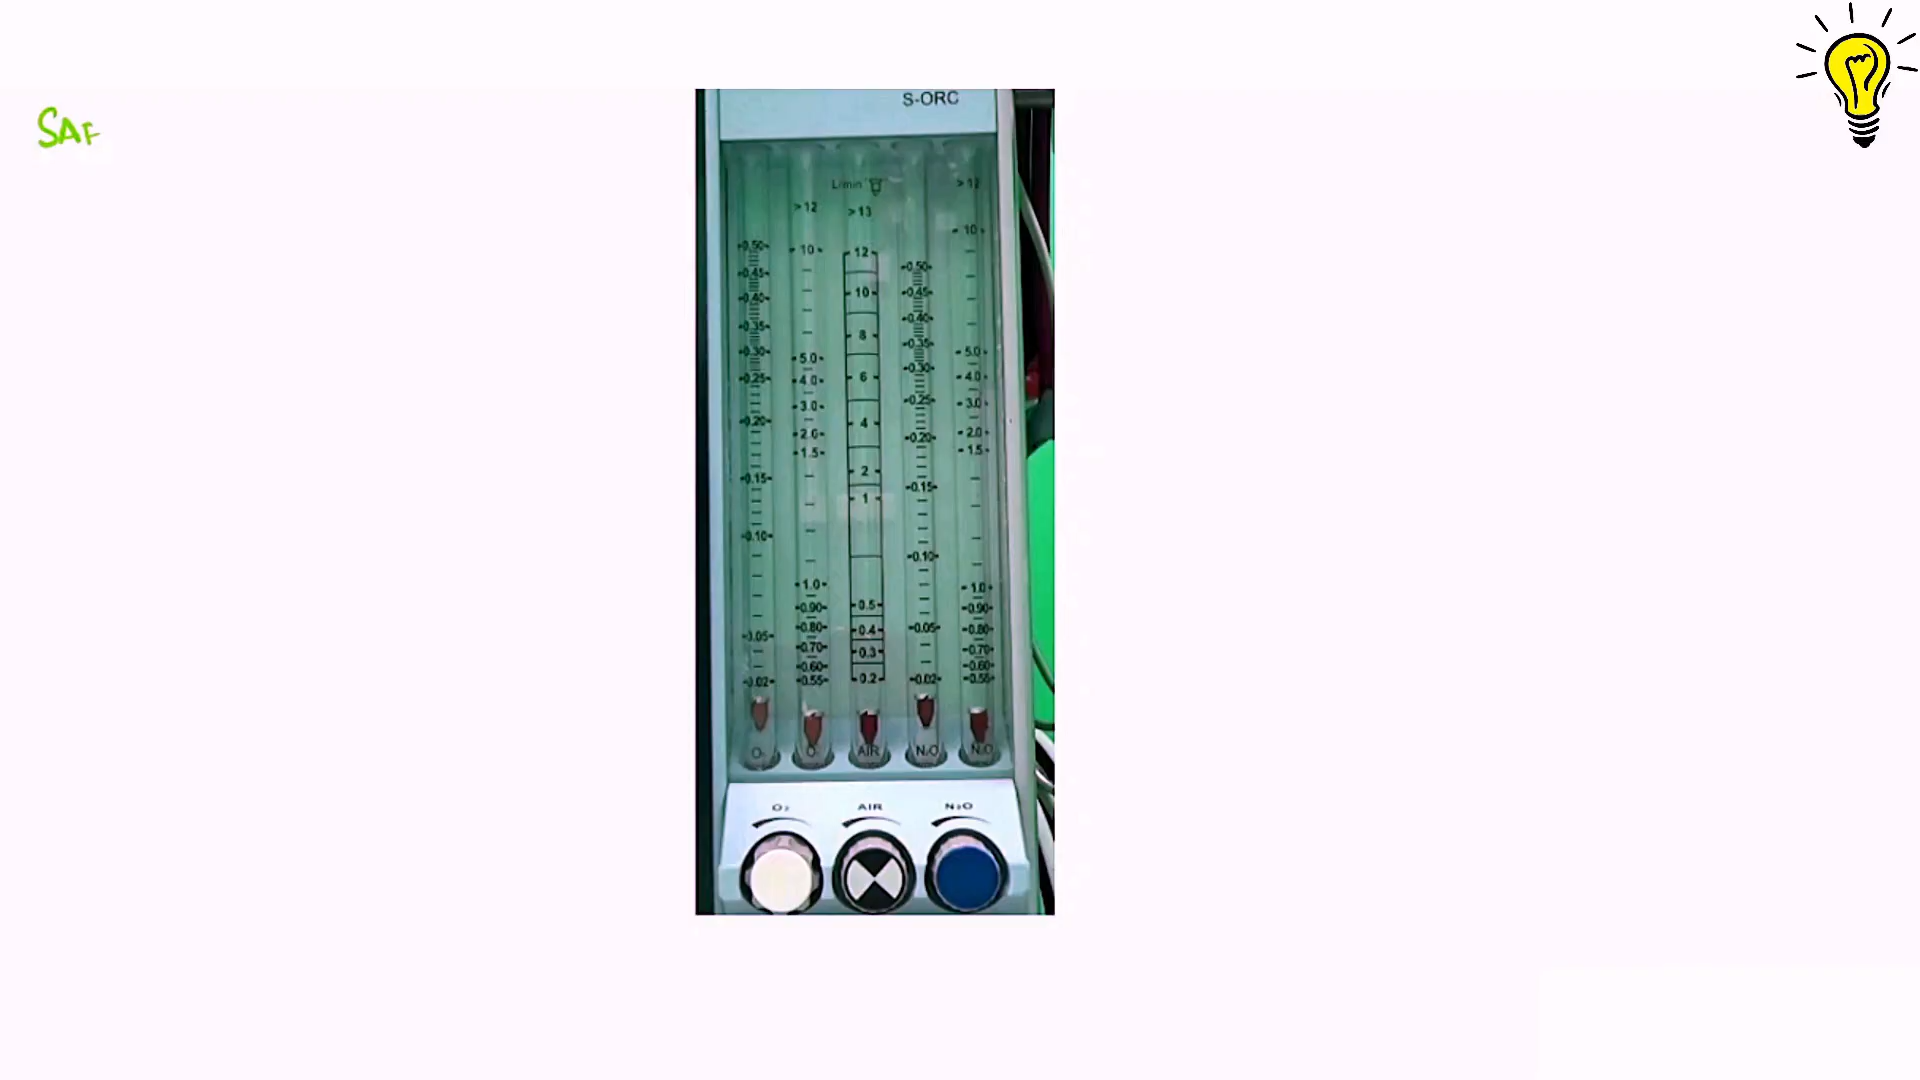 SAF
S-ORC
L/min
>12
>12 >13
10
0.50 10 12
0.50
0.45 10 0.45
0.40 0.40
0.35 8 0.35
0.30 5.0 5.0
0.25 4.0 6 0.30 4.0
3.0 0.25 3.0
0.20 2.0 4 0.20 2.0
1.5 1.5
0.15 2 0.15
1
0.10 0.10
1.0 1.0
0.90 0.5 0.90
0.05 0.80 0.4 0.05 0.80
0.70 0.3 0.70
0.60 0.60
0.02 0.55 0.2 0.02 0.55
AIR N₂O N₂O
O₂ AIR N₂O